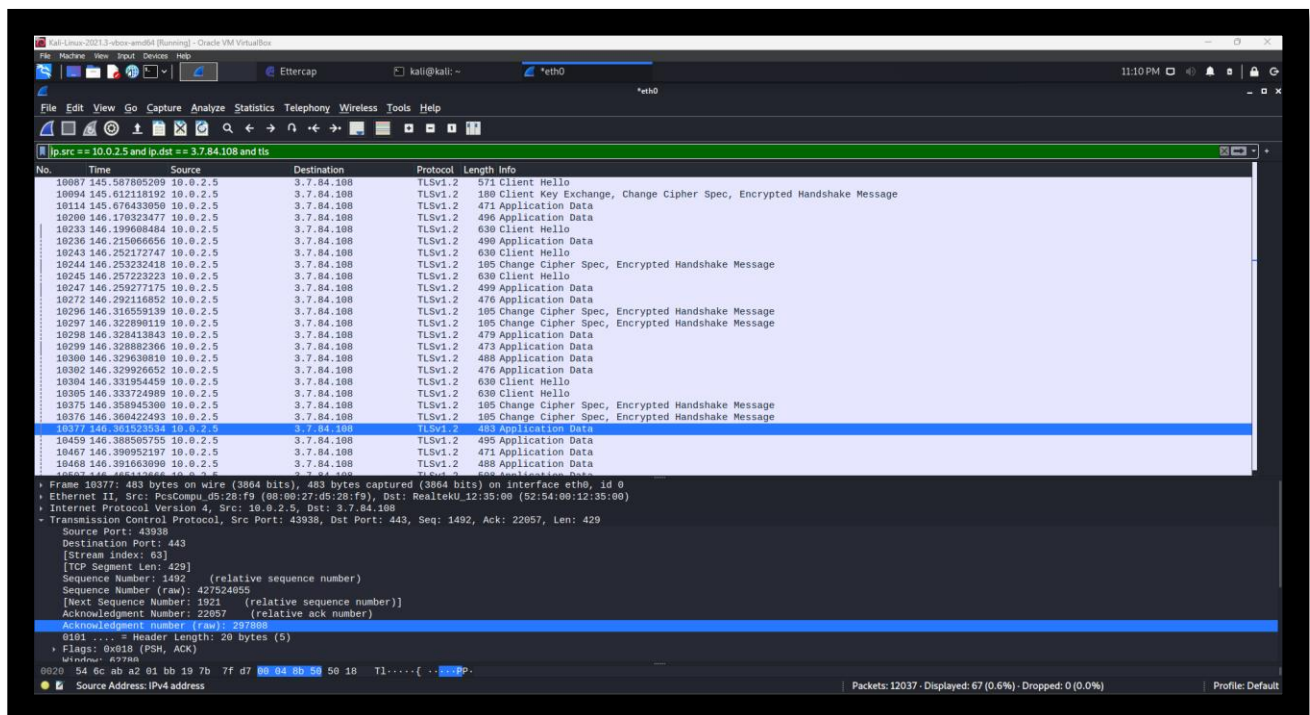 Kali-Linux-2021.3-vbox-amd64 [Running] - Oracle VM VirtualBox
File Machine View Input Devices Help
Ettercap kali@kali: ~ *eth0 11:10 PM
*eth0
File Edit View Go Capture Analyze Statistics Telephony Wireless Tools Help
ip.src == 10.0.2.5 and ip.dst == 3.7.84.108 and tls
No. Time Source Destination Protocol Length Info
10087 145.587805209 10.0.2.5 3.7.84.108 TLSv1.2 571 Client Hello
10094 145.612118192 10.0.2.5 3.7.84.108 TLSv1.2 180 Client Key Exchange, Change Cipher Spec, Encrypted Handshake Message
10114 145.676433050 10.0.2.5 3.7.84.108 TLSv1.2 471 Application Data
10200 146.170323477 10.0.2.5 3.7.84.108 TLSv1.2 496 Application Data
10233 146.199608484 10.0.2.5 3.7.84.108 TLSv1.2 630 Client Hello
10236 146.215066656 10.0.2.5 3.7.84.108 TLSv1.2 490 Application Data
10243 146.252172747 10.0.2.5 3.7.84.108 TLSv1.2 630 Client Hello
10244 146.253232418 10.0.2.5 3.7.84.108 TLSv1.2 105 Change Cipher Spec, Encrypted Handshake Message
10245 146.257223223 10.0.2.5 3.7.84.108 TLSv1.2 630 Client Hello
10247 146.259277175 10.0.2.5 3.7.84.108 TLSv1.2 499 Application Data
10272 146.292116852 10.0.2.5 3.7.84.108 TLSv1.2 476 Application Data
10296 146.316559139 10.0.2.5 3.7.84.108 TLSv1.2 105 Change Cipher Spec, Encrypted Handshake Message
10297 146.322890119 10.0.2.5 3.7.84.108 TLSv1.2 105 Change Cipher Spec, Encrypted Handshake Message
10298 146.328413843 10.0.2.5 3.7.84.108 TLSv1.2 479 Application Data
10299 146.328882366 10.0.2.5 3.7.84.108 TLSv1.2 473 Application Data
10300 146.329630810 10.0.2.5 3.7.84.108 TLSv1.2 488 Application Data
10302 146.329926652 10.0.2.5 3.7.84.108 TLSv1.2 476 Application Data
10304 146.331954459 10.0.2.5 3.7.84.108 TLSv1.2 630 Client Hello
10305 146.333724989 10.0.2.5 3.7.84.108 TLSv1.2 630 Client Hello
10375 146.358945300 10.0.2.5 3.7.84.108 TLSv1.2 105 Change Cipher Spec, Encrypted Handshake Message
10376 146.360422493 10.0.2.5 3.7.84.108 TLSv1.2 105 Change Cipher Spec, Encrypted Handshake Message
10377 146.361523534 10.0.2.5 3.7.84.108 TLSv1.2 483 Application Data
10459 146.388505755 10.0.2.5 3.7.84.108 TLSv1.2 495 Application Data
10467 146.390952197 10.0.2.5 3.7.84.108 TLSv1.2 471 Application Data
10468 146.391663090 10.0.2.5 3.7.84.108 TLSv1.2 488 Application Data
Frame 10377: 483 bytes on wire (3864 bits), 483 bytes captured (3864 bits) on interface eth0, id 0
Ethernet II, Src: PcsCompu_d5:28:f9 (08:00:27:d5:28:f9), Dst: RealtekU_12:35:00 (52:54:00:12:35:00)
Internet Protocol Version 4, Src: 10.0.2.5, Dst: 3.7.84.108
Transmission Control Protocol, Src Port: 43938, Dst Port: 443, Seq: 1492, Ack: 22057, Len: 429
Source Port: 43938
Destination Port: 443
[Stream index: 63]
[TCP Segment Len: 429]
Sequence Number: 1492 (relative sequence number)
Sequence Number (raw): 427524055
[Next Sequence Number: 1921 (relative sequence number)]
Acknowledgment Number: 22057 (relative ack number)
Acknowledgment number (raw): 297808
0101 .... = Header Length: 20 bytes (5)
Flags: 0x018 (PSH, ACK)
Window: 62780
0020 54 6c ab a2 01 bb 19 7b 7f d7 00 04 8b 50 50 18 Tl·····{ ·····PP·
Source Address: IPv4 address Packets: 12037 · Displayed: 67 (0.6%) · Dropped: 0 (0.0%) Profile: Default